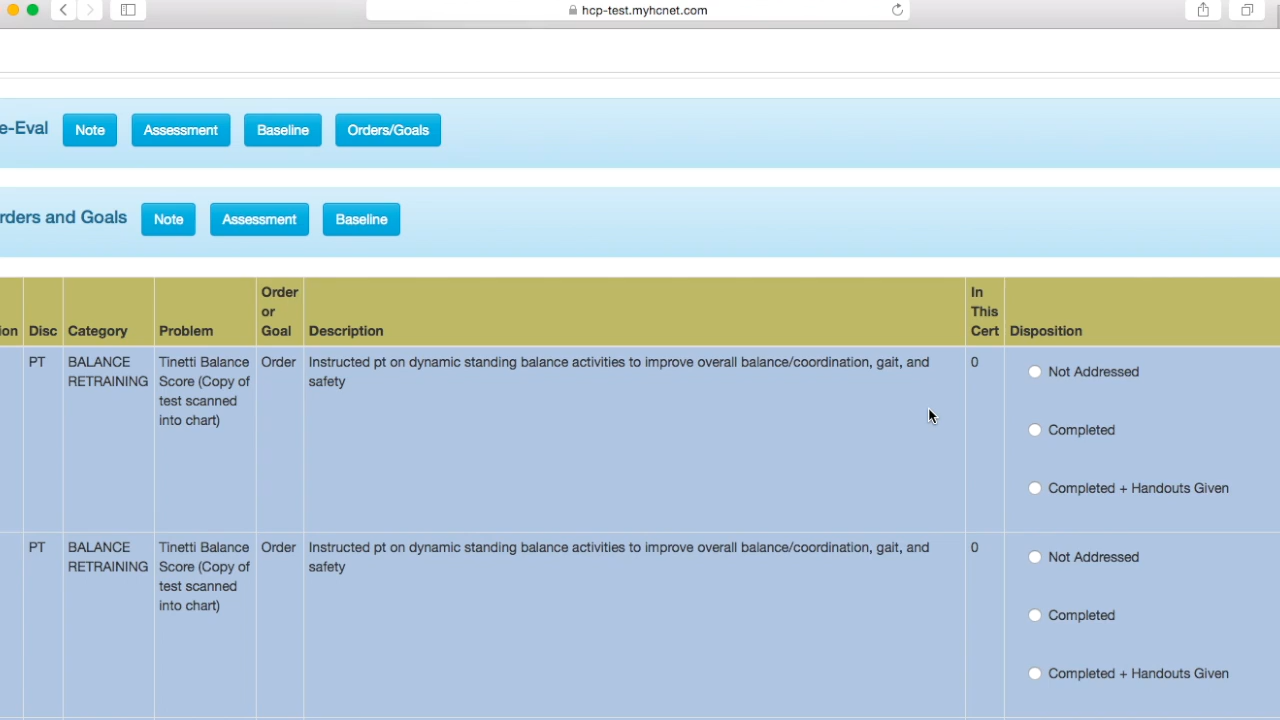 hcp-test.myhcnet.com
e-Eval Note Assessment Baseline Orders/Goals
rders and Goals Note Assessment Baseline
ion Disc Category Problem Order or Goal Description In This Cert Disposition
PT
BALANCE
RETRAINING
Tinetti Balance
Score (Copy of
test scanned
into chart)
Order
Instructed pt on dynamic standing balance activities to improve overall balance/coordination, gait, and
safety
0
Not Addressed
Completed
Completed + Handouts Given
PT
BALANCE
RETRAINING
Tinetti Balance
Score (Copy of
test scanned
into chart)
Order
Instructed pt on dynamic standing balance activities to improve overall balance/coordination, gait, and
safety
0
Not Addressed
Completed
Completed + Handouts Given